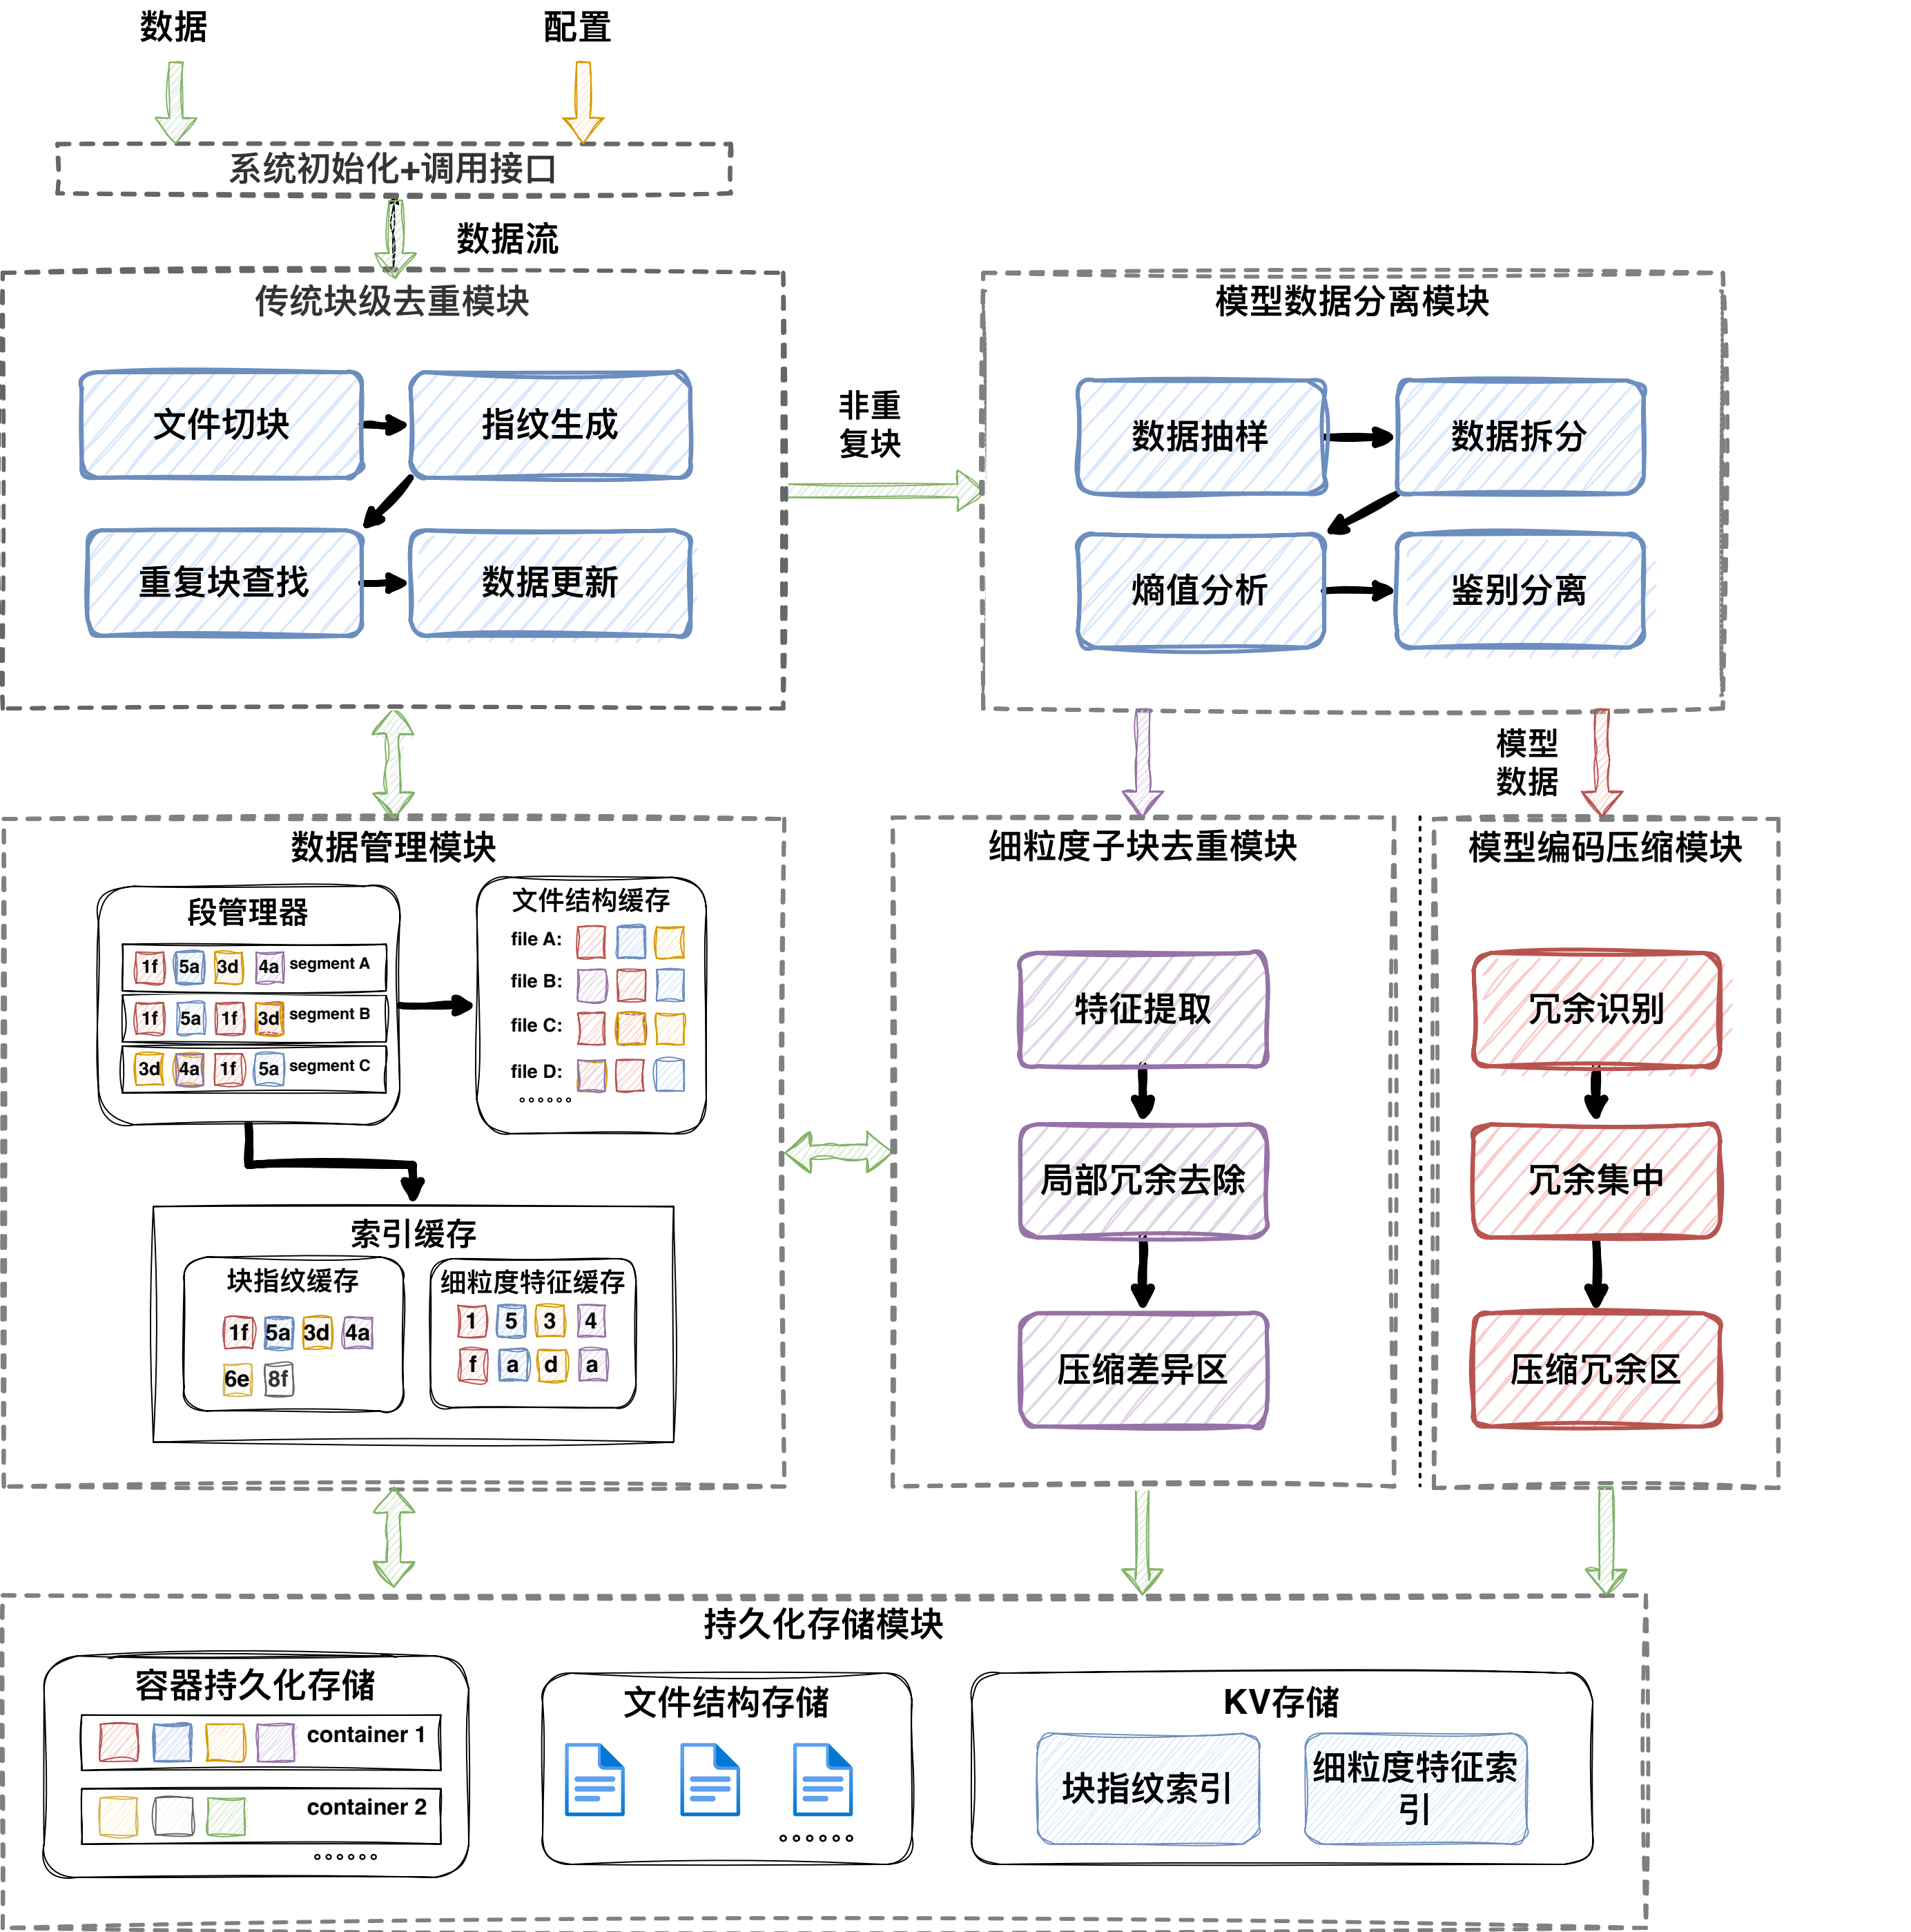 数据
配置
系统初始化+调用接口
数据流
传统块级去重模块
文件切块
指纹生成
重复块查找
数据更新
非重
复块
模型数据分离模块
数据抽样
数据拆分
熵值分析
鉴别分离
模型
数据
数据管理模块
段管理器
1f 5a 3d 4a segment A
1f 5a 1f 3d segment B
3d 4a 1f 5a segment C
文件结构缓存
file A:
file B:
file C:
file D:
索引缓存
块指纹缓存
1f 5a 3d 4a
6e 8f
细粒度特征缓存
1 5 3 4
f a d a
细粒度子块去重模块
特征提取
局部冗余去除
压缩差异区
模型编码压缩模块
冗余识别
冗余集中
压缩冗余区
持久化存储模块
容器持久化存储
container 1
container 2
文件结构存储
KV存储
块指纹索引
细粒度特征索
引